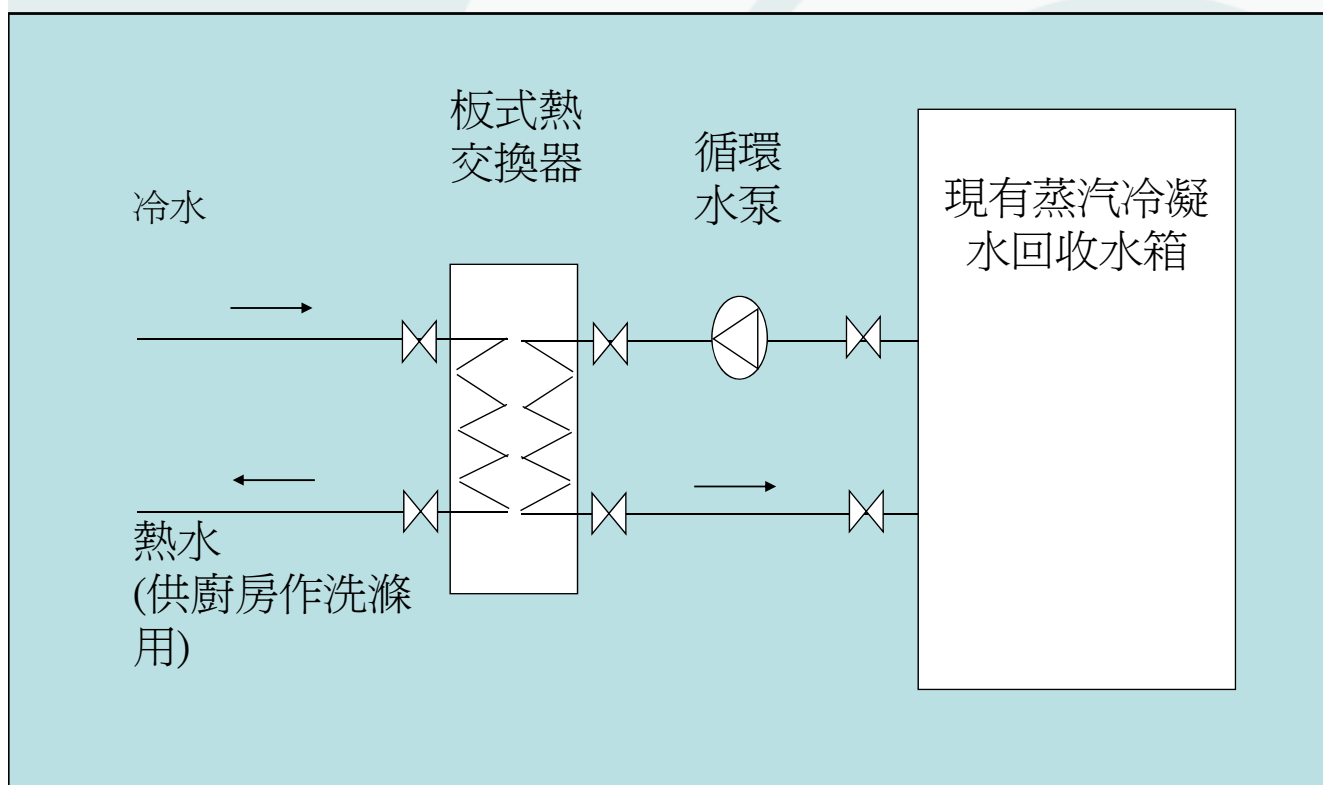 板式熱
交換器
循環
水泵
現有蒸汽冷凝
水回收水箱
冷水
熱水
(供廚房作洗滌
用)